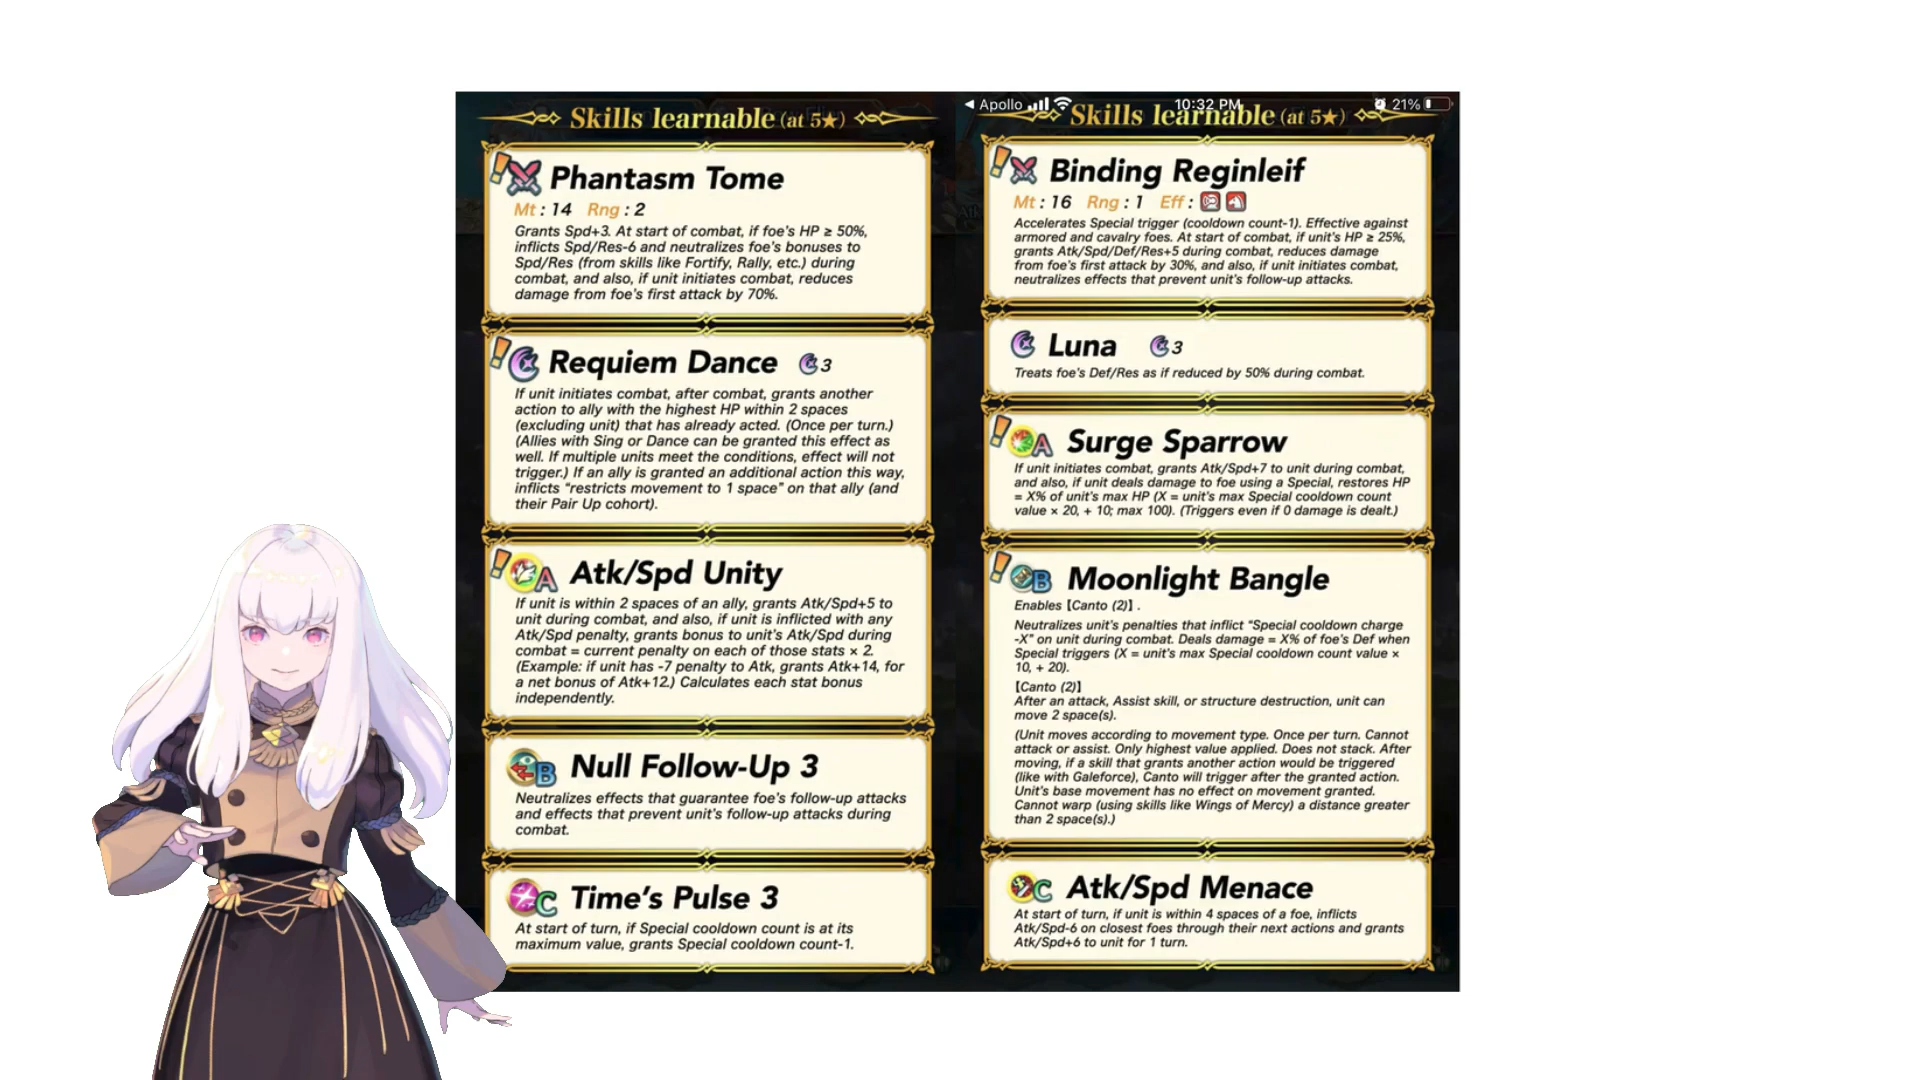 Skills learnable (at 5★)
Phantasm Tome
Mt : 14 Rng : 2
Grants Spd+3. At start of combat, if foe's HP ≥ 50%,
inflicts Spd/Res-6 and neutralizes foe's bonuses to
Spd/Res (from skills like Fortify, Rally, etc.) during
combat, and also, if unit initiates combat, reduces
damage from foe's first attack by 70%.
Requiem Dance 3
If unit initiates combat, after combat, grants another
action to ally with the highest HP within 2 spaces
(excluding unit) that has already acted. (Once per turn.)
(Allies with Sing or Dance can be granted this effect as
well. If multiple units meet the conditions, effect will not
trigger.) If an ally is granted an additional action this way,
inflicts "restricts movement to 1 space" on that ally (and
their Pair Up cohort).
A Atk/Spd Unity
If unit is within 2 spaces of an ally, grants Atk/Spd+5 to
unit during combat, and also, if unit is inflicted with any
Atk/Spd penalty, grants bonus to unit's Atk/Spd during
combat = current penalty on each of those stats × 2.
(Example: if unit has -7 penalty to Atk, grants Atk+14, for
a net bonus of Atk+12.) Calculates each stat bonus
independently.
B Null Follow-Up 3
Neutralizes effects that guarantee foe's follow-up attacks
and effects that prevent unit's follow-up attacks during
combat.
C Time's Pulse 3
At start of turn, if Special cooldown count is at its
maximum value, grants Special cooldown count-1.
Apollo 10:32 PM 21%
Skills learnable (at 5★)
Binding Reginleif
Mt : 16 Rng : 1 Eff :
Accelerates Special trigger (cooldown count-1). Effective against
armored and cavalry foes. At start of combat, if unit's HP ≥ 25%,
grants Atk/Spd/Def/Res+5 during combat, reduces damage
from foe's first attack by 30%, and also, if unit initiates combat,
neutralizes effects that prevent unit's follow-up attacks.
Luna 3
Treats foe's Def/Res as if reduced by 50% during combat.
A Surge Sparrow
If unit initiates combat, grants Atk/Spd+7 to unit during combat,
and also, if unit deals damage to foe using a Special, restores HP
= X% of unit's max HP (X = unit's max Special cooldown count
value × 20, + 10; max 100). (Triggers even if 0 damage is dealt.)
B Moonlight Bangle
Enables【Canto (2)】.
Neutralizes unit's penalties that inflict "Special cooldown charge
-X" on unit during combat. Deals damage = X% of foe's Def when
Special triggers (X = unit's max Special cooldown count value ×
10, + 20).
【Canto (2)】
After an attack, Assist skill, or structure destruction, unit can
move 2 space(s).
(Unit moves according to movement type. Once per turn. Cannot
attack or assist. Only highest value applied. Does not stack. After
moving, if a skill that grants another action would be triggered
(like with Galeforce), Canto will trigger after the granted action.
Unit's base movement has no effect on movement granted.
Cannot warp (using skills like Wings of Mercy) a distance greater
than 2 space(s).)
C Atk/Spd Menace
At start of turn, if unit is within 4 spaces of a foe, inflicts
Atk/Spd-6 on closest foes through their next actions and grants
Atk/Spd+6 to unit for 1 turn.